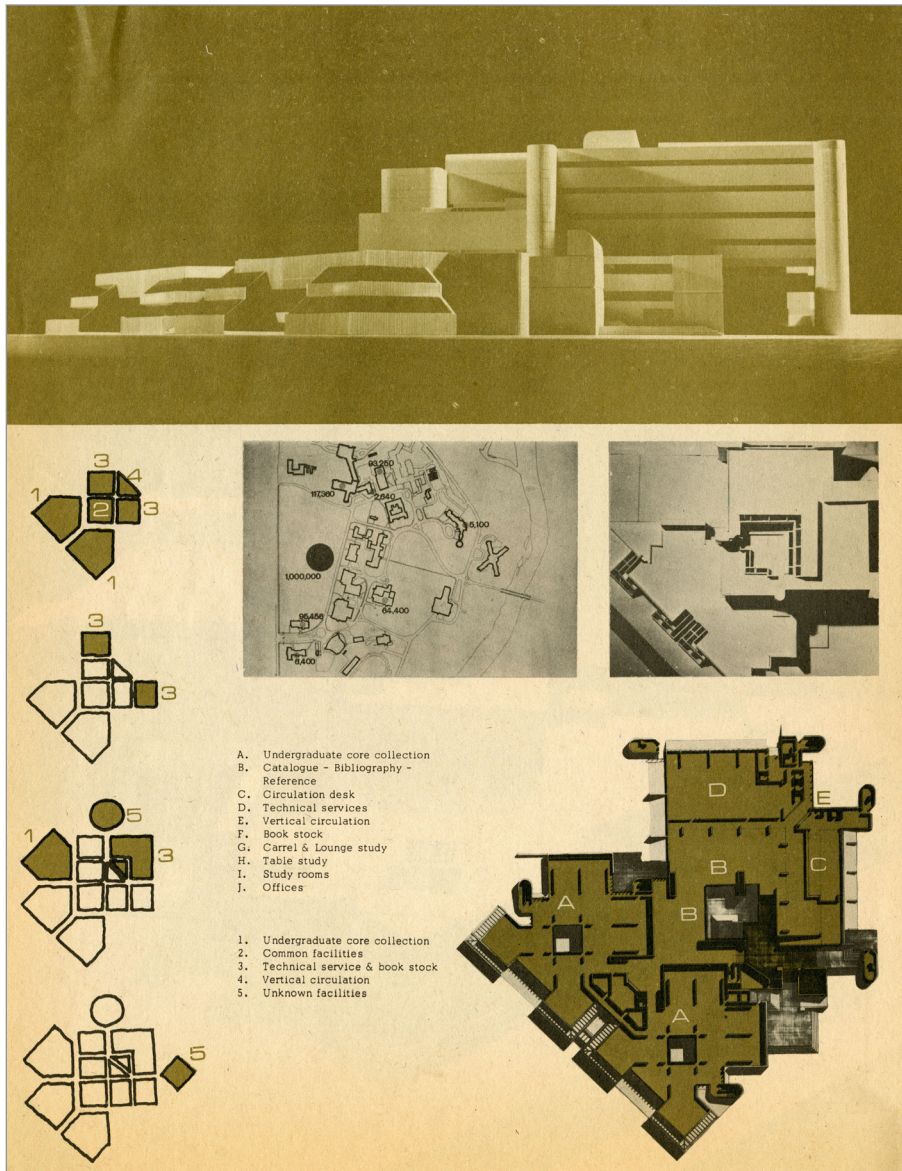 3
4
1
2
3
1
3
3
5
1
3
5
93,250
117,360
2,640
5,100
1,000,000
64,400
95,456
6,400
A. Undergraduate core collection
B. Catalogue - Bibliography -
Reference
C. Circulation desk
D. Technical services
E. Vertical circulation
F. Book stock
G. Carrel & Lounge study
H. Table study
I. Study rooms
J. Offices
1. Undergraduate core collection
2. Common facilities
3. Technical service & book stock
4. Vertical circulation
5. Unknown facilities
D
E
B
C
A
B
A